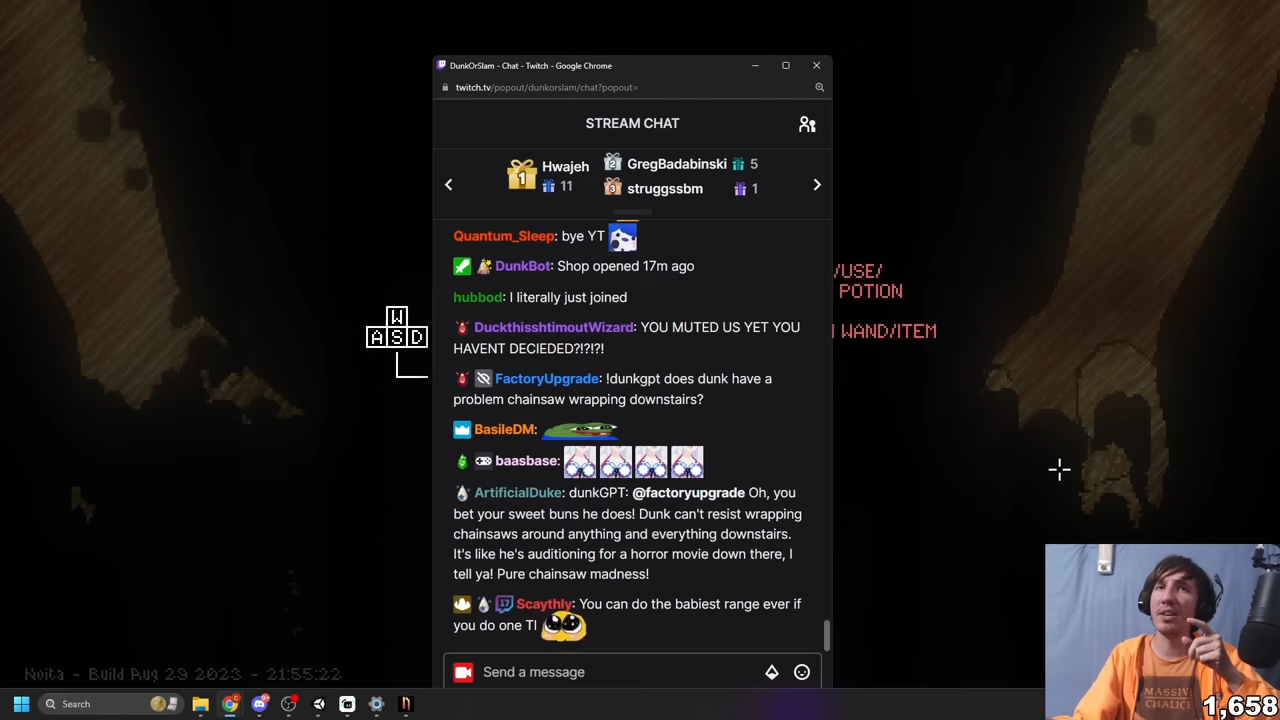 DunkOrSlam - Chat - Twitch - Google Chrome
twitch.tv/popout/dunkorslam/chat?popout=
STREAM CHAT
1 Hwajeh 11
2 GregBadabinski 5
3 struggssbm 1
Quantum_Sleep: bye YT
DunkBot: Shop opened 17m ago
hubbod: I literally just joined
DuckthisshtimoutWizard: YOU MUTED US YET YOU
HAVENT DECIEDED?!?!?!
FactoryUpgrade: !dunkgpt does dunk have a
problem chainsaw wrapping downstairs?
BasileDM:
baasbase:
ArtificialDuke: dunkGPT: @factoryupgrade Oh, you
bet your sweet buns he does! Dunk can't resist wrapping
chainsaws around anything and everything downstairs.
It's like he's auditioning for a horror movie down there, I
tell ya! Pure chainsaw madness!
17 Scaythly: You can do the babiest range ever if
you do one TI
Send a message
W
A S D
/USE/
POTION
WAND/ITEM
Noita - Build Aug 29 2023 - 21:55:22
Search
MASSIVE
CHALICE
1,658